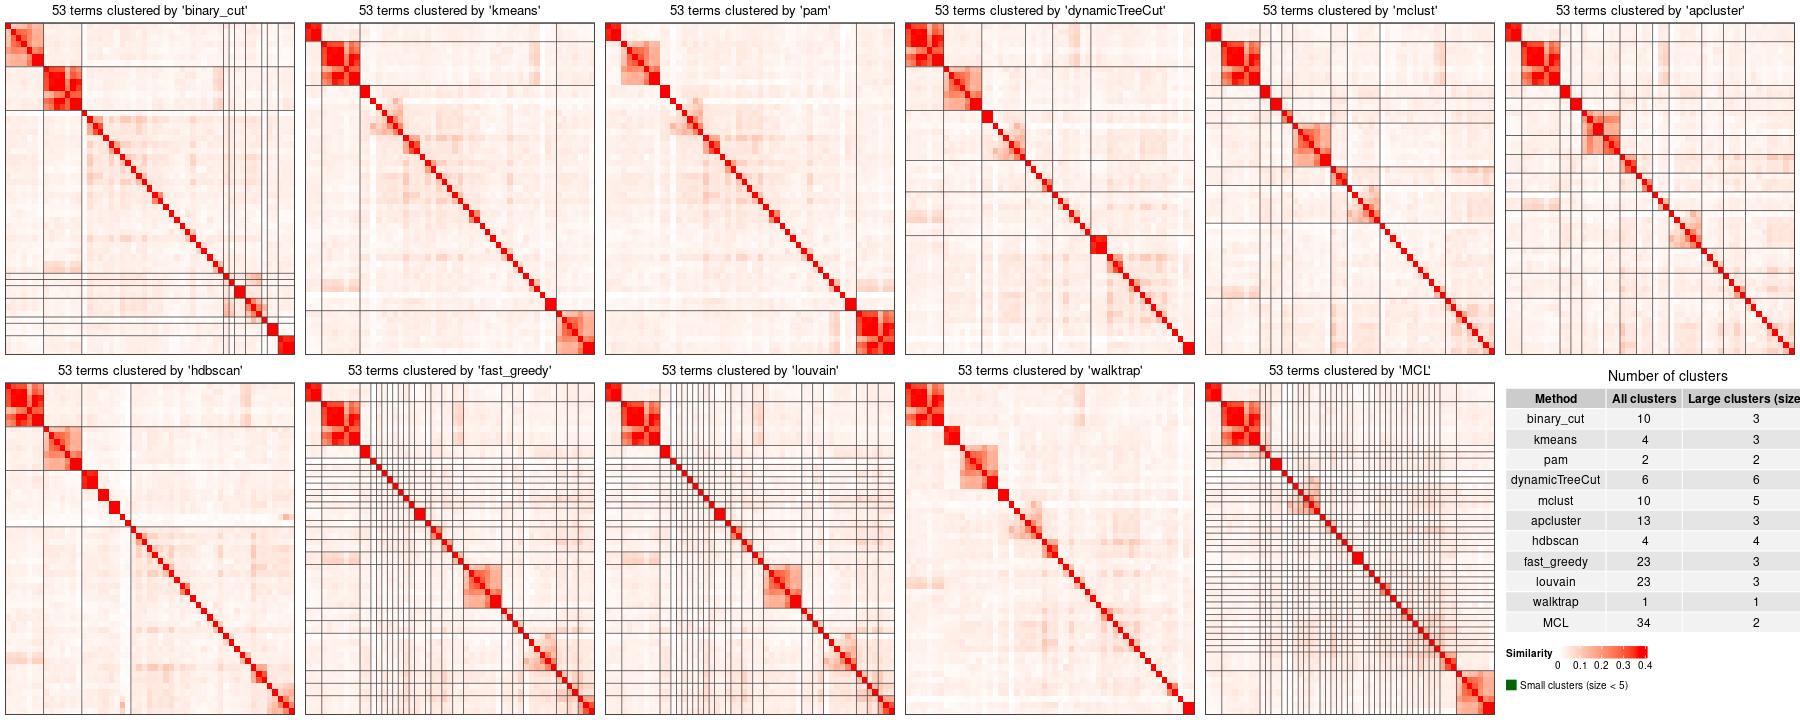 53 terms clustered by 'binary_cut'
53 terms clustered by 'kmeans'
53 terms clustered by 'pam'
53 terms clustered by 'dynamicTreeCut'
53 terms clustered by 'mclust'
53 terms clustered by 'apcluster'
53 terms clustered by 'hdbscan'
53 terms clustered by 'fast_greedy'
53 terms clustered by 'louvain'
53 terms clustered by 'walktrap'
53 terms clustered by 'MCL'
Number of clusters
Method All clusters Large clusters (size
binary_cut 10 3
kmeans 4 3
pam 2 2
dynamicTreeCut 6 6
mclust 10 5
apcluster 13 3
hdbscan 4 4
fast_greedy 23 3
louvain 23 3
walktrap 1 1
MCL 34 2
Similarity
0 0.1 0.2 0.3 0.4
Small clusters (size < 5)